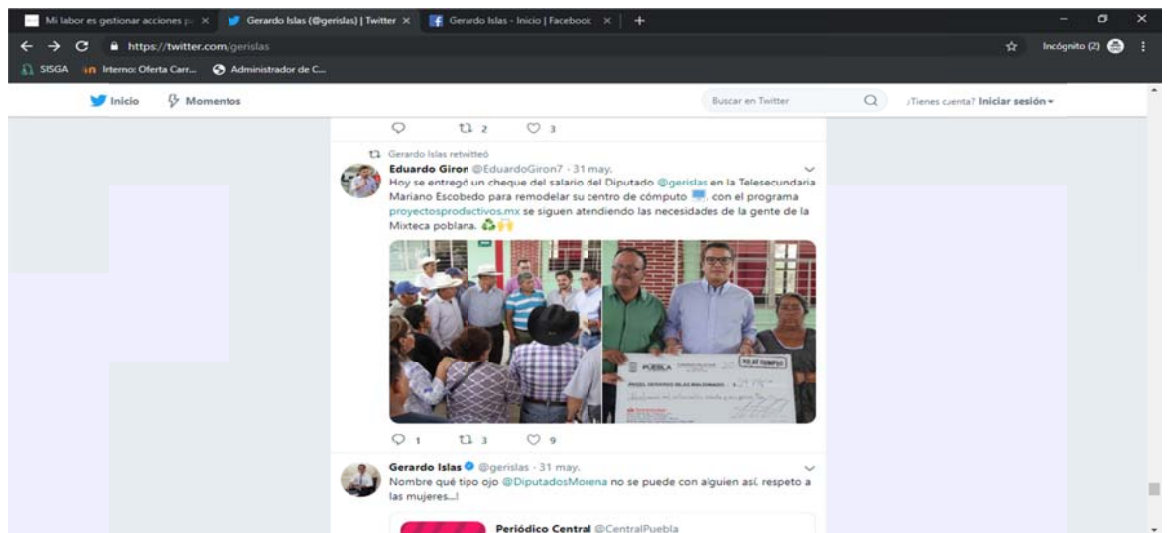 Mi labor es gestionar acciones p
Gerardo Islas (@gerislas) | Twitter
Gerardo Islas - Inicio | Facebook
https://twitter.com/gerislas
Incógnito (2)
SISGA
Interno: Oferta Carr...
Administrador de C...
Inicio
Momentos
Buscar en Twitter
¿Tienes cuenta? Iniciar sesión
2 3
Gerardo Islas retwitteó
Eduardo Giron @EduardoGiron7 · 31 may.
Hoy se entregó un cheque del salario del Diputado @gerislas en la Telesecundaria
Mariano Escobedo para remodelar su centro de cómputo , con el programa
proyectosproductivos.mx se siguen atendiendo las necesidades de la gente de la
Mixteca poblana.
PUEBLA
ÁNGEL GERARDO ISLAS MALDONADO
1 3 9
Gerardo Islas @gerislas · 31 may.
Nombre qué tipo ojo @DiputadosMorena no se puede con alguien así, respeto a
las mujeres...!
Periódico Central @CentralPuebla